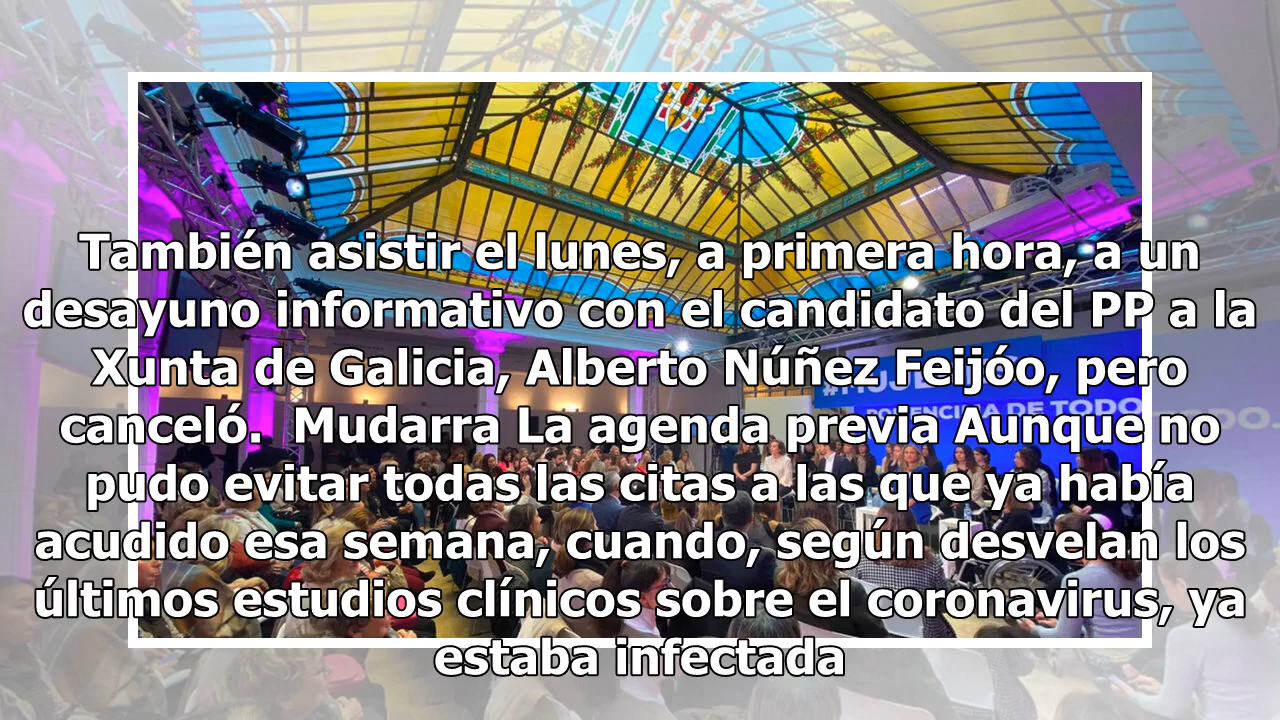 También asistir el lunes, a primera hora, a un
desayuno informativo con el candidato del PP a la
Xunta de Galicia, Alberto Núñez Feijóo, pero
canceló.  Mudarra La agenda previa Aunque no
pudo evitar todas las citas a las que ya había
acudido esa semana, cuando, según desvelan los
últimos estudios clínicos sobre el coronavirus, ya
estaba infectada
DE TODO